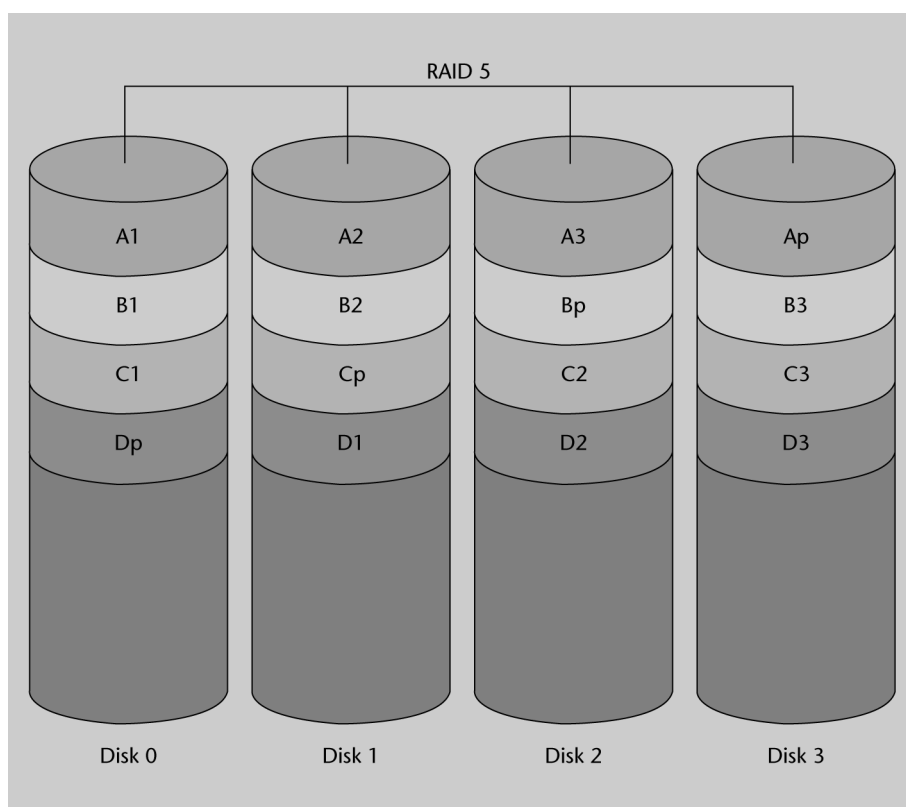 RAID 5
A1 A2 A3 Ap
B1 B2 Bp B3
C1 Cp C2 C3
Dp D1 D2 D3
Disk 0 Disk 1 Disk 2 Disk 3